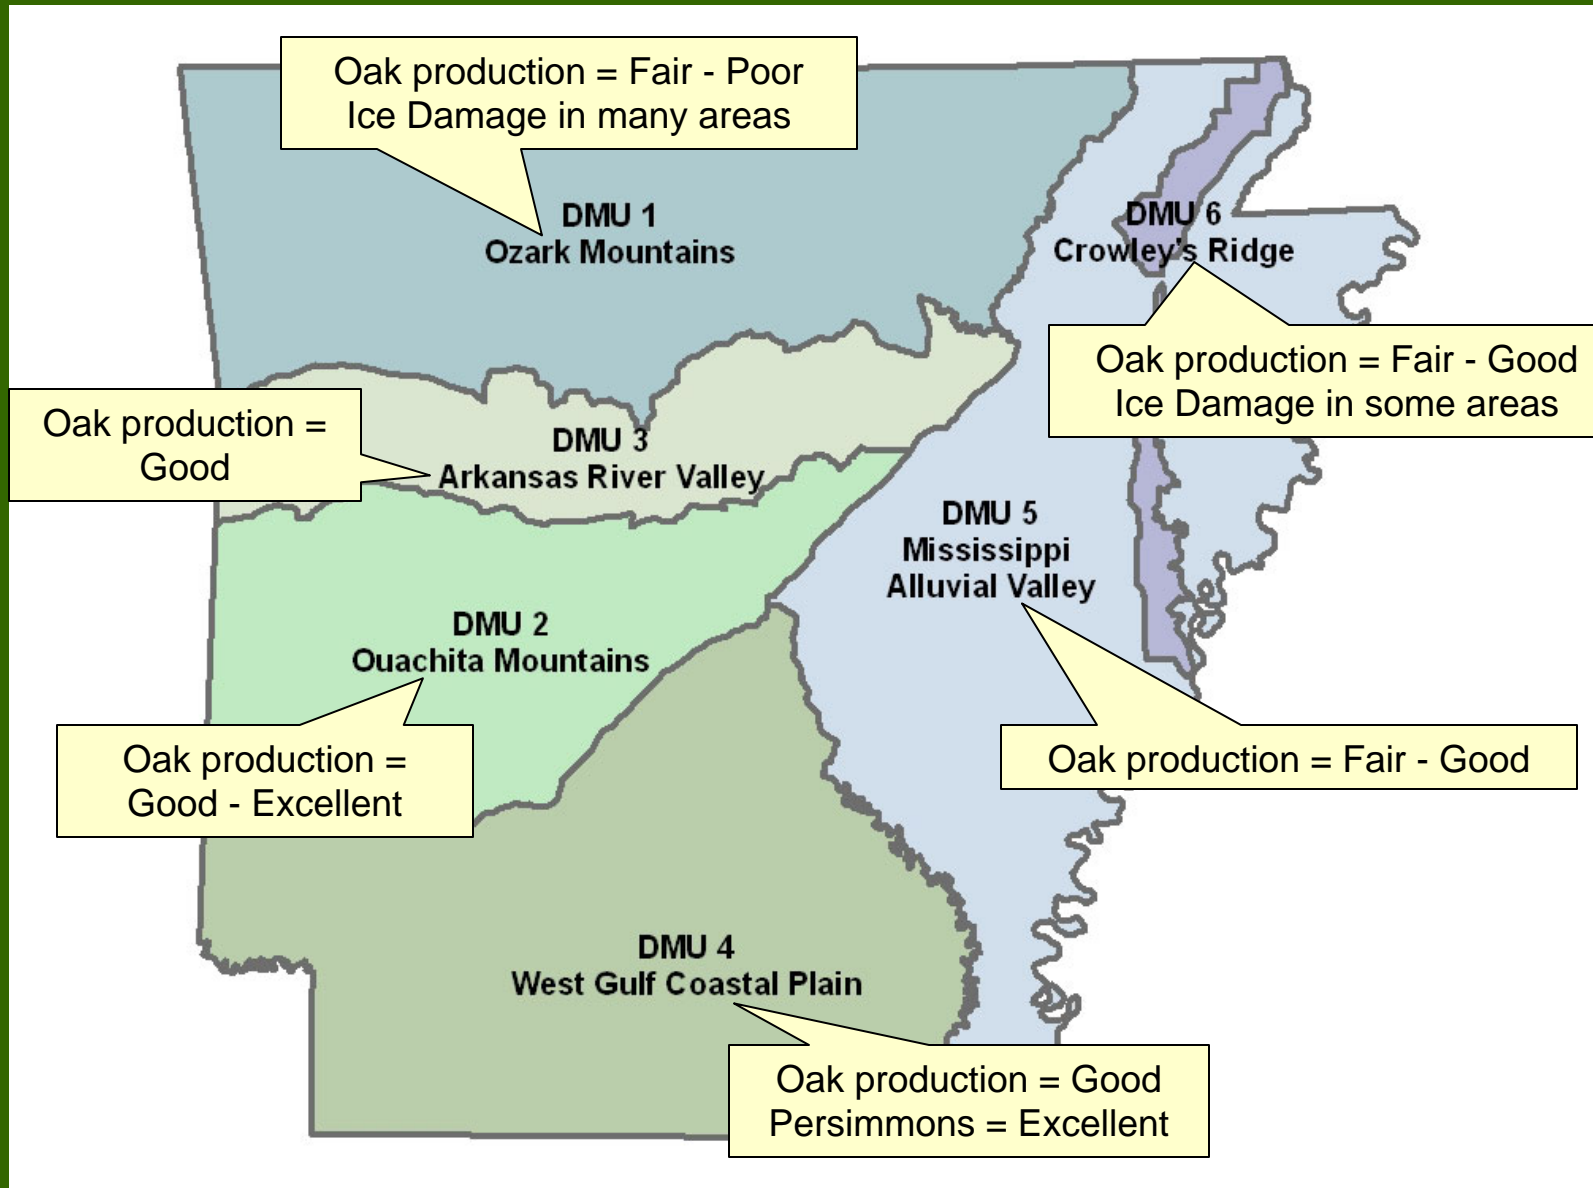 Oak production = Fair - Poor
Ice Damage in many areas
DMU 1
Ozark Mountains
DMU 6
Crowley's Ridge
Oak production = Fair - Good
Ice Damage in some areas
Oak production =
Good
DMU 3
Arkansas River Valley
DMU 5
Mississippi
Alluvial Valley
DMU 2
Ouachita Mountains
Oak production =
Good - Excellent
Oak production = Fair - Good
DMU 4
West Gulf Coastal Plain
Oak production = Good
Persimmons = Excellent